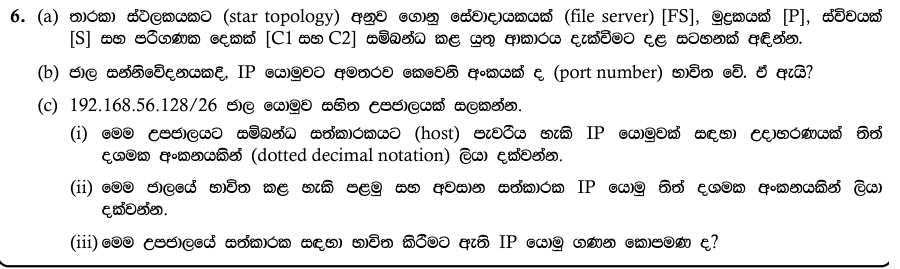 6. (a) තාරකා ස්ථලකයකට (star topology) අනුව ගොනු සේවාදායකයක් (file server) [FS], මුද්‍රකයක් [P], ස්විචයක්
[S] සහ පරිගණක දෙකක් [C1 සහ C2] සම්බන්ධ කළ යුතු ආකාරය දැක්වීමට දළ සටහනක් අඳින්න.
(b) ජාල සන්නිවේදනයකදී, IP යොමුවට අමතරව කෙවෙනි අංකයක් ද (port number) භාවිත වේ. ඒ ඇයි?
(c) 192.168.56.128/26 ජාල යොමුව සහිත උපජාලයක් සලකන්න.
(i) මෙම උපජාලයට සම්බන්ධ සත්කාරකයකට (host) පැවරිය හැකි IP යොමුවක් සඳහා උදාහරණයක් තිත්
දශමක අංකනයකින් (dotted decimal notation) ලියා දක්වන්න.
(ii) මෙම ජාලයේ භාවිත කළ හැකි පළමු සහ අවසාන සත්කාරක IP යොමු තිත් දශමක අංකනයකින් ලියා
දක්වන්න.
(iii) මෙම උපජාලයේ සත්කාරක සඳහා භාවිත කිරීමට ඇති IP යොමු ගණන කොපමණ ද?